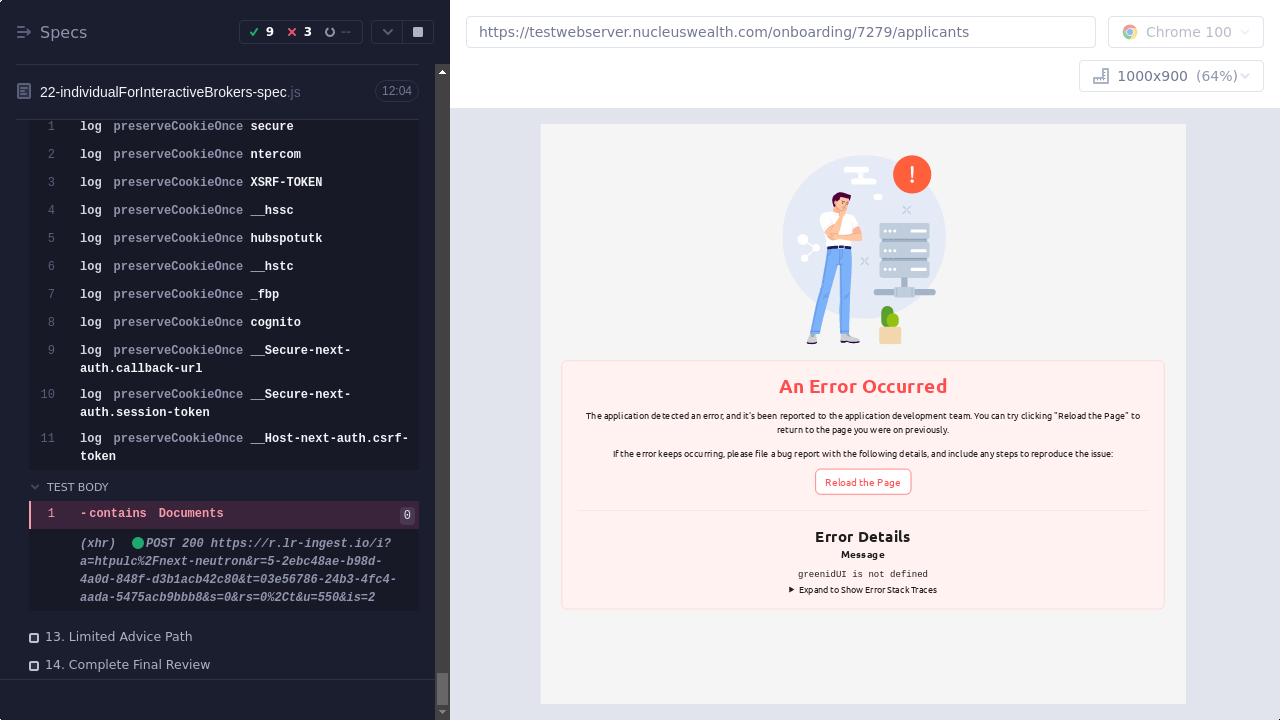 Specs
9
3
--
https://testwebserver.nucleuswealth.com/onboarding/7279/applicants
Chrome 100
1000x900 (64%)
22-individualForInteractiveBrokers-spec.js
12:04
1 log preserveCookieOnce secure
2 log preserveCookieOnce ntercom
3 log preserveCookieOnce XSRF-TOKEN
4 log preserveCookieOnce __hssc
5 log preserveCookieOnce hubspotutk
6 log preserveCookieOnce __hstc
7 log preserveCookieOnce _fbp
8 log preserveCookieOnce cognito
9 log preserveCookieOnce __Secure-next-
auth.callback-url
10 log preserveCookieOnce __Secure-next-
auth.session-token
11 log preserveCookieOnce __Host-next-auth.csrf-
token
TEST BODY
1 -contains Documents 0
(xhr) POST 200 https://r.lr-ingest.io/i?
a=htpulc%2Fnext-neutron&r=5-2ebc48ae-b98d-
4a0d-848f-d3b1acb42c80&t=03e56786-24b3-4fc4-
aada-5475acb9bbb8&s=0&rs=0%2Ct&u=550&is=2
13. Limited Advice Path
14. Complete Final Review
!
An Error Occurred
The application detected an error, and it's been reported to the application development team. You can try clicking "Reload the Page" to
return to the page you were on previously.
If the error keeps occurring, please file a bug report with the following details, and include any steps to reproduce the issue:
Reload the Page
Error Details
Message
greenidUI is not defined
Expand to Show Error Stack Traces